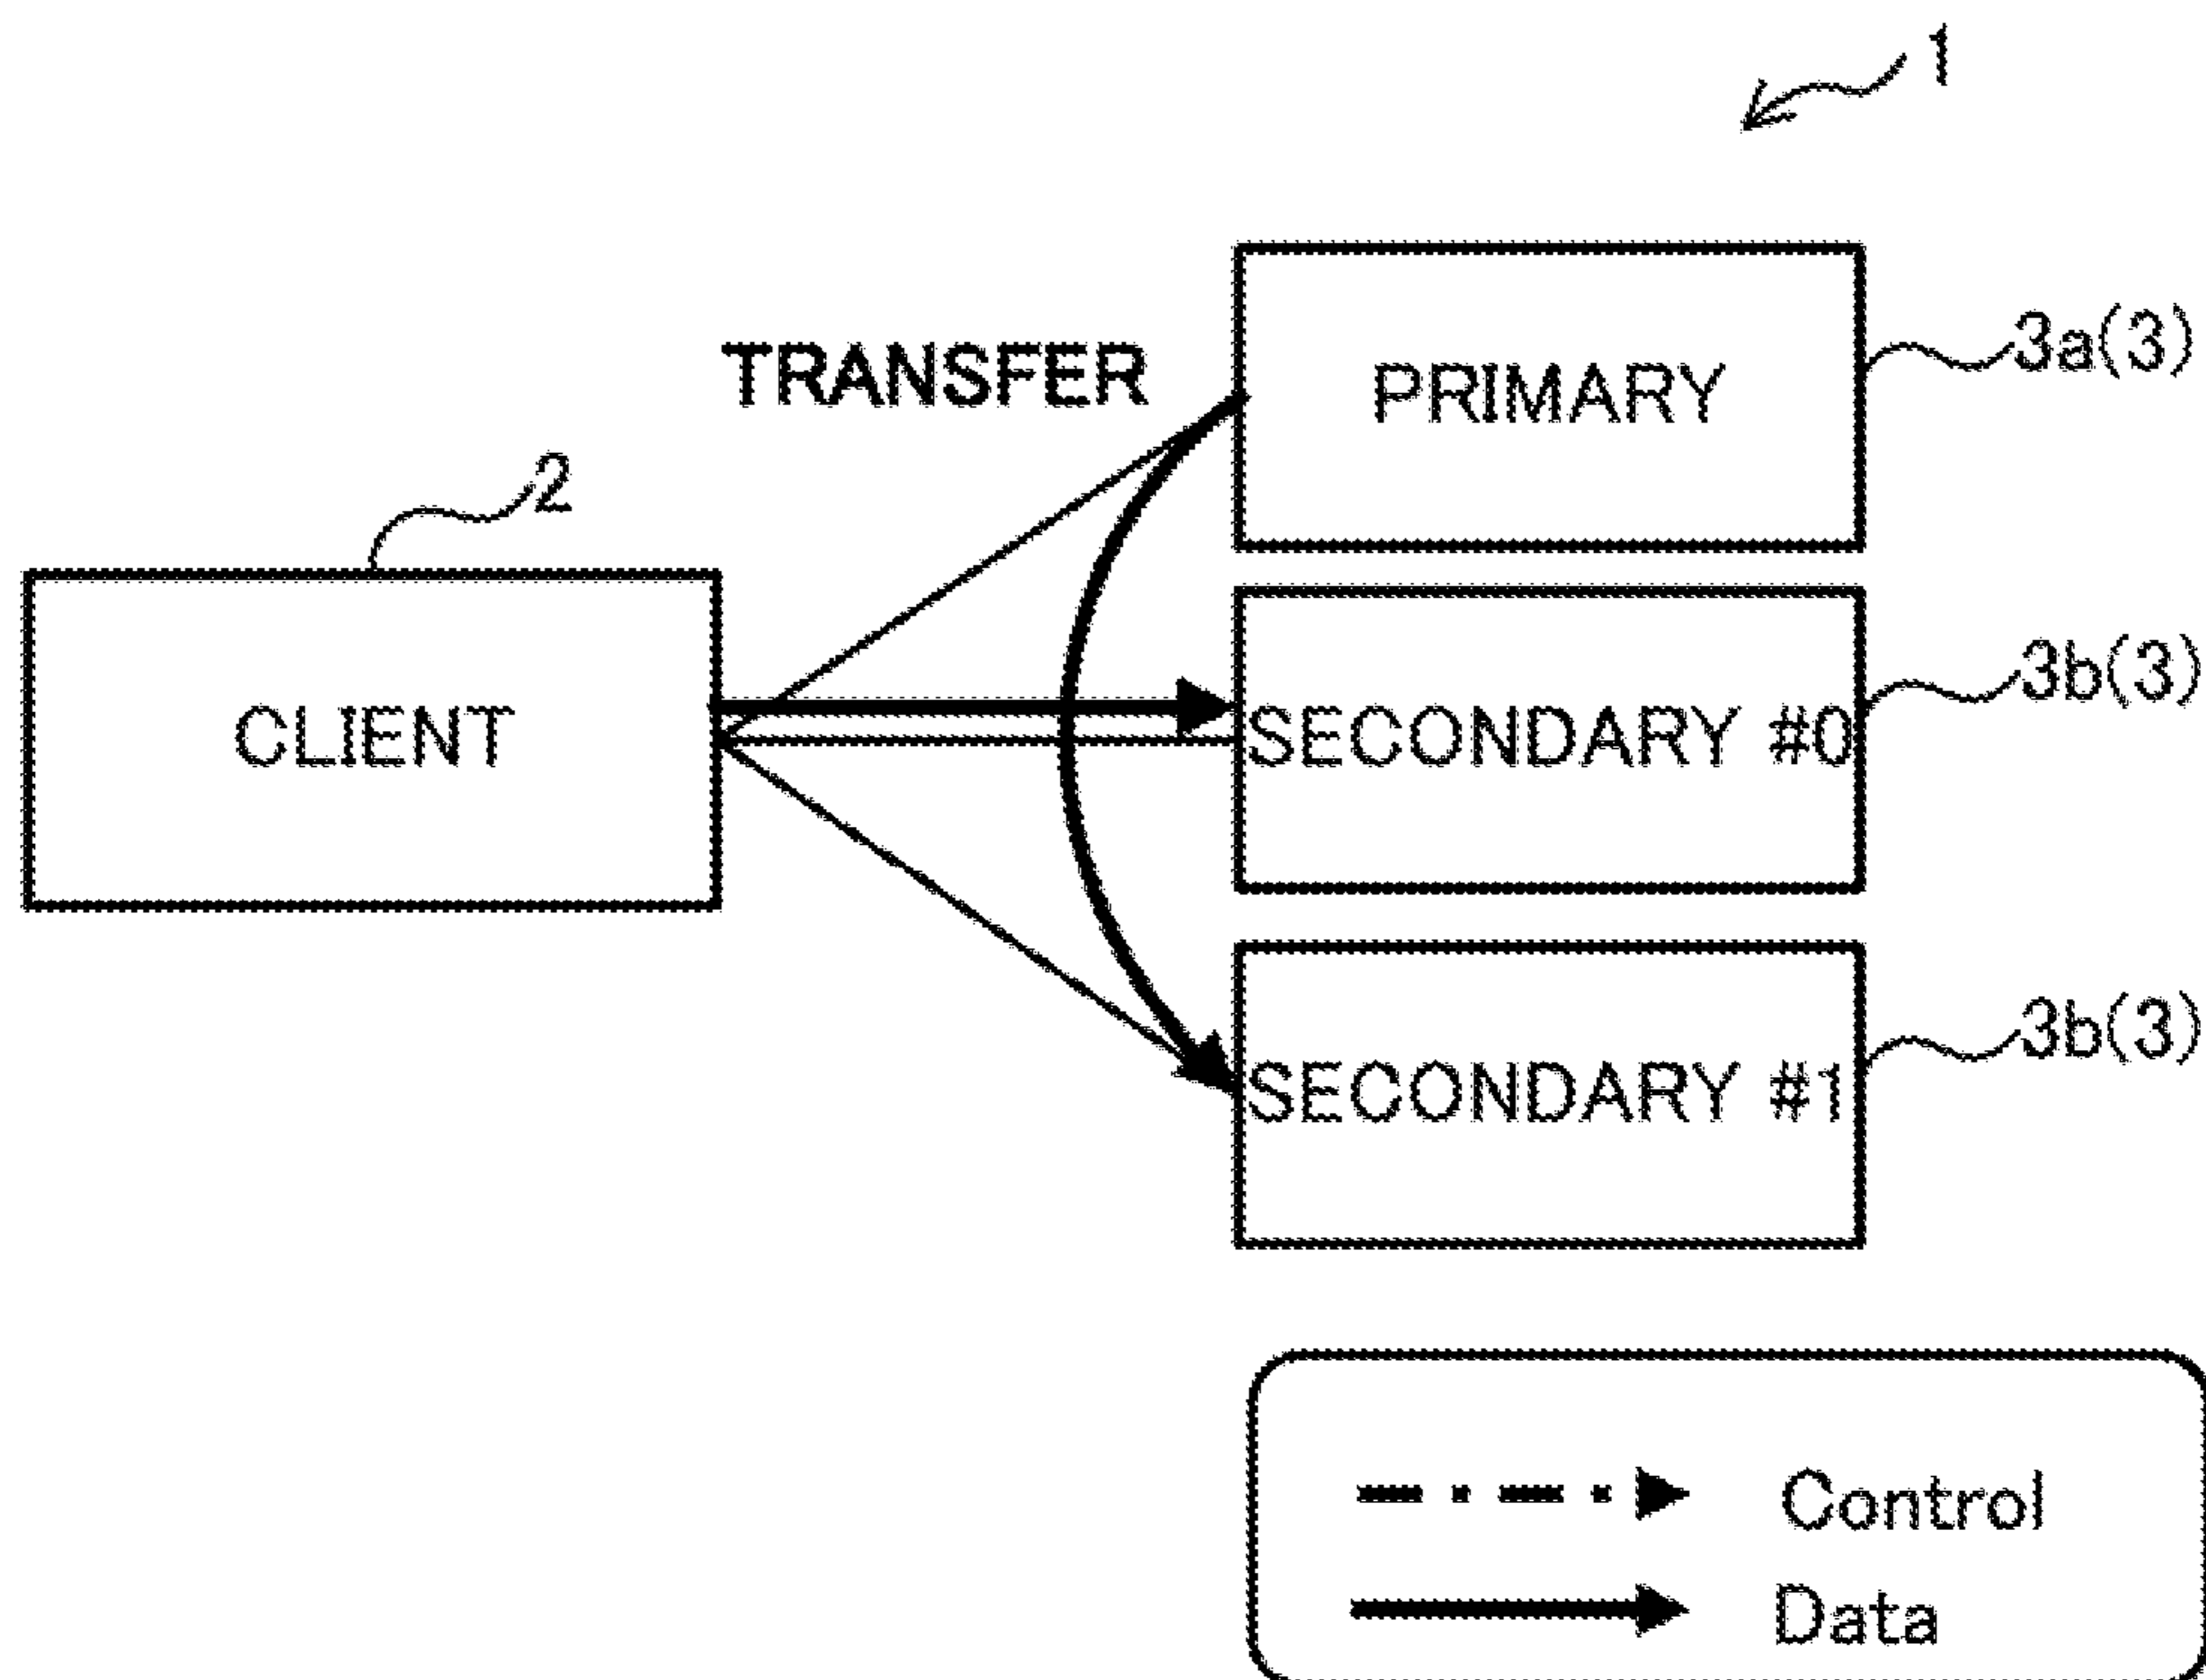 1
TRANSFER
PRIMARY
3a(3)
2
CLIENT
SECONDARY #0
3b(3)
SECONDARY #1
3b(3)
Control
Data